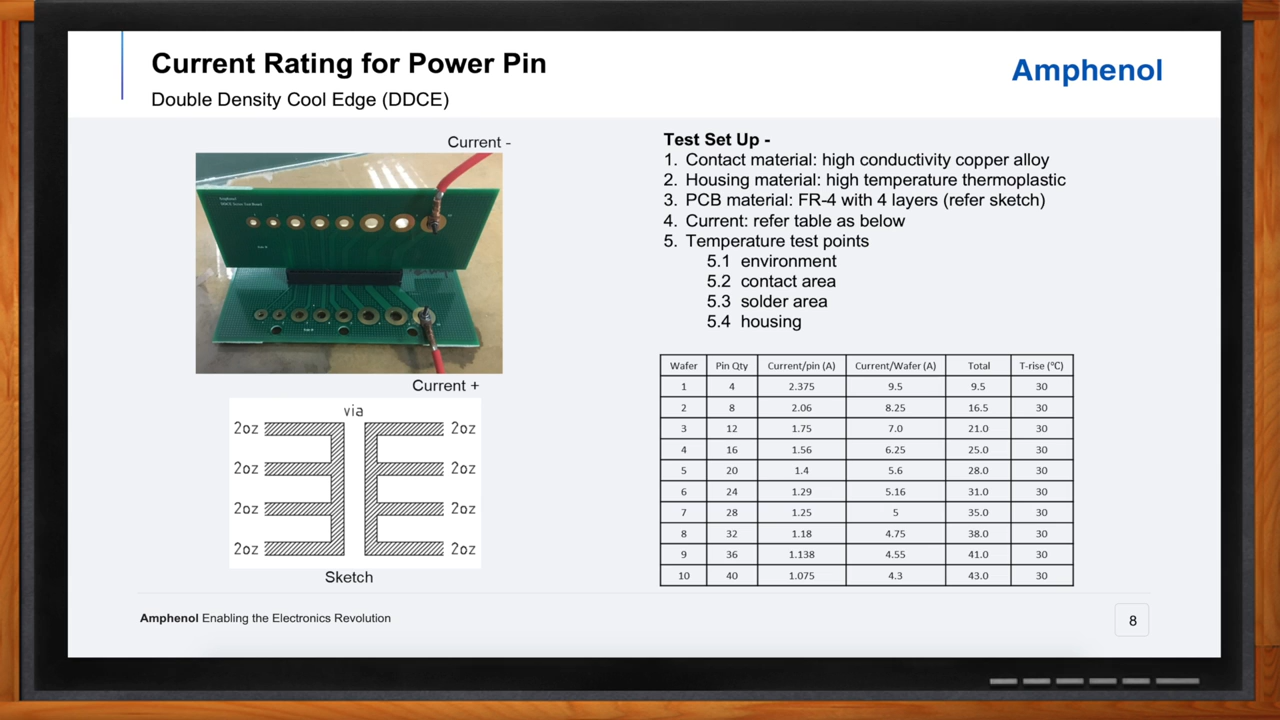 Current Rating for Power Pin
Double Density Cool Edge (DDCE)
Amphenol
Current -
Current +
via
2oz 2oz
2oz 2oz
2oz 2oz
2oz 2oz
Sketch
Test Set Up -
1. Contact material: high conductivity copper alloy
2. Housing material: high temperature thermoplastic
3. PCB material: FR-4 with 4 layers (refer sketch)
4. Current: refer table as below
5. Temperature test points
5.1 environment
5.2 contact area
5.3 solder area
5.4 housing
Wafer Pin Qty Current/pin (A) Current/Wafer (A) Total T-rise (℃)
1 4 2.375 9.5 9.5 30
2 8 2.06 8.25 16.5 30
3 12 1.75 7.0 21.0 30
4 16 1.56 6.25 25.0 30
5 20 1.4 5.6 28.0 30
6 24 1.29 5.16 31.0 30
7 28 1.25 5 35.0 30
8 32 1.18 4.75 38.0 30
9 36 1.138 4.55 41.0 30
10 40 1.075 4.3 43.0 30
Amphenol Enabling the Electronics Revolution
8